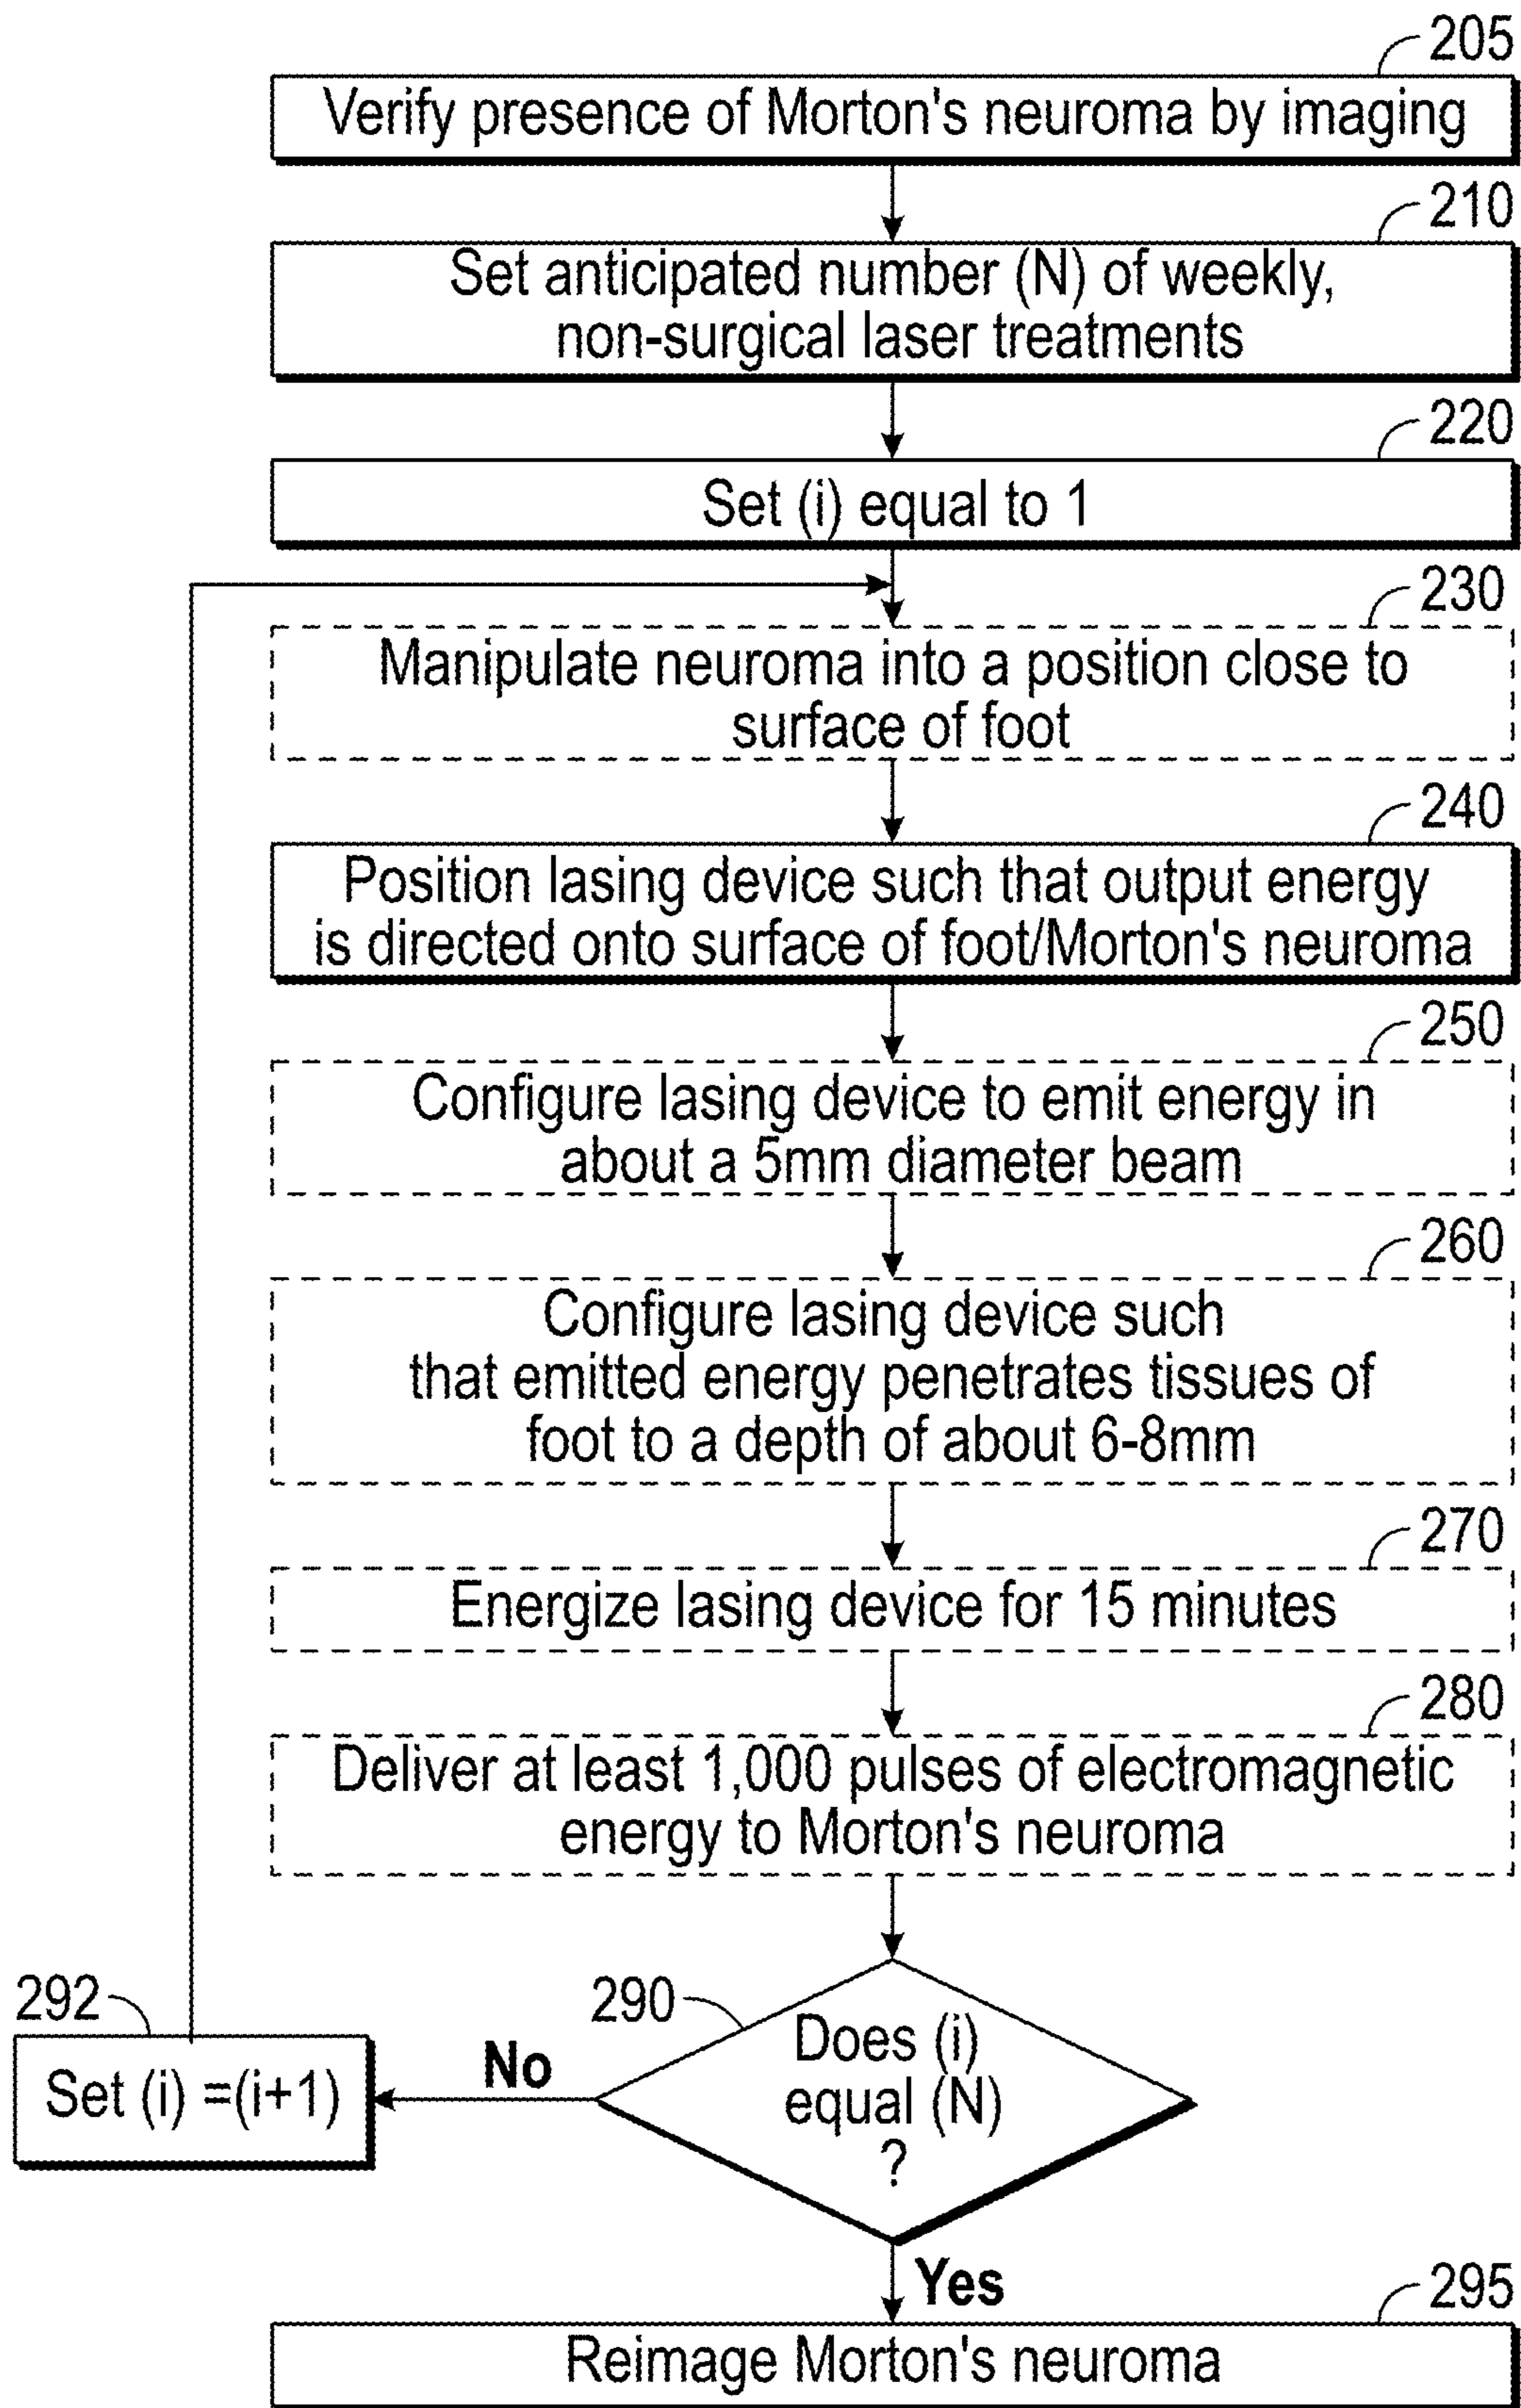 205
Verify presence of Morton's neuroma by imaging
210
Set anticipated number (N) of weekly,
non-surgical laser treatments
220
Set (i) equal to 1
230
Manipulate neuroma into a position close to
surface of foot
240
Position lasing device such that output energy
is directed onto surface of foot/Morton's neuroma
250
Configure lasing device to emit energy in
about a 5mm diameter beam
260
Configure lasing device such
that emitted energy penetrates tissues of
foot to a depth of about 6-8mm
270
Energize lasing device for 15 minutes
280
Deliver at least 1,000 pulses of electromagnetic
energy to Morton's neuroma
290
Does (i)
equal (N)
?
No
292
Set (i) =(i+1)
Yes
295
Reimage Morton's neuroma